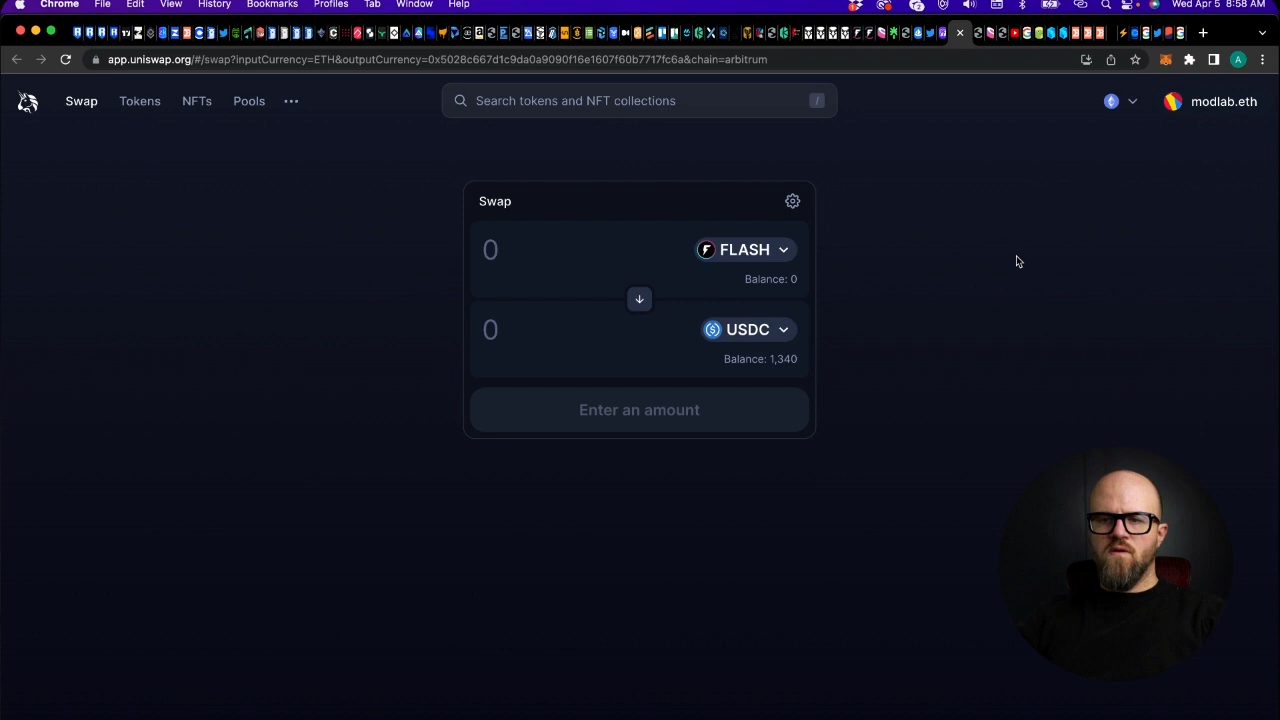 Chrome File Edit View History Bookmarks Profiles Tab Window Help Wed Apr 5 8:58 AM
app.uniswap.org/#/swap?inputCurrency=ETH&outputCurrency=0x5028c667d1c9da0a9090f16e1607f60b7717fc6a&chain=arbitrum A
Swap Tokens NFTs Pools Search tokens and NFT collections / modlab.eth
Swap
0 FLASH
Balance: 0
0 USDC
Balance: 1,340
Enter an amount